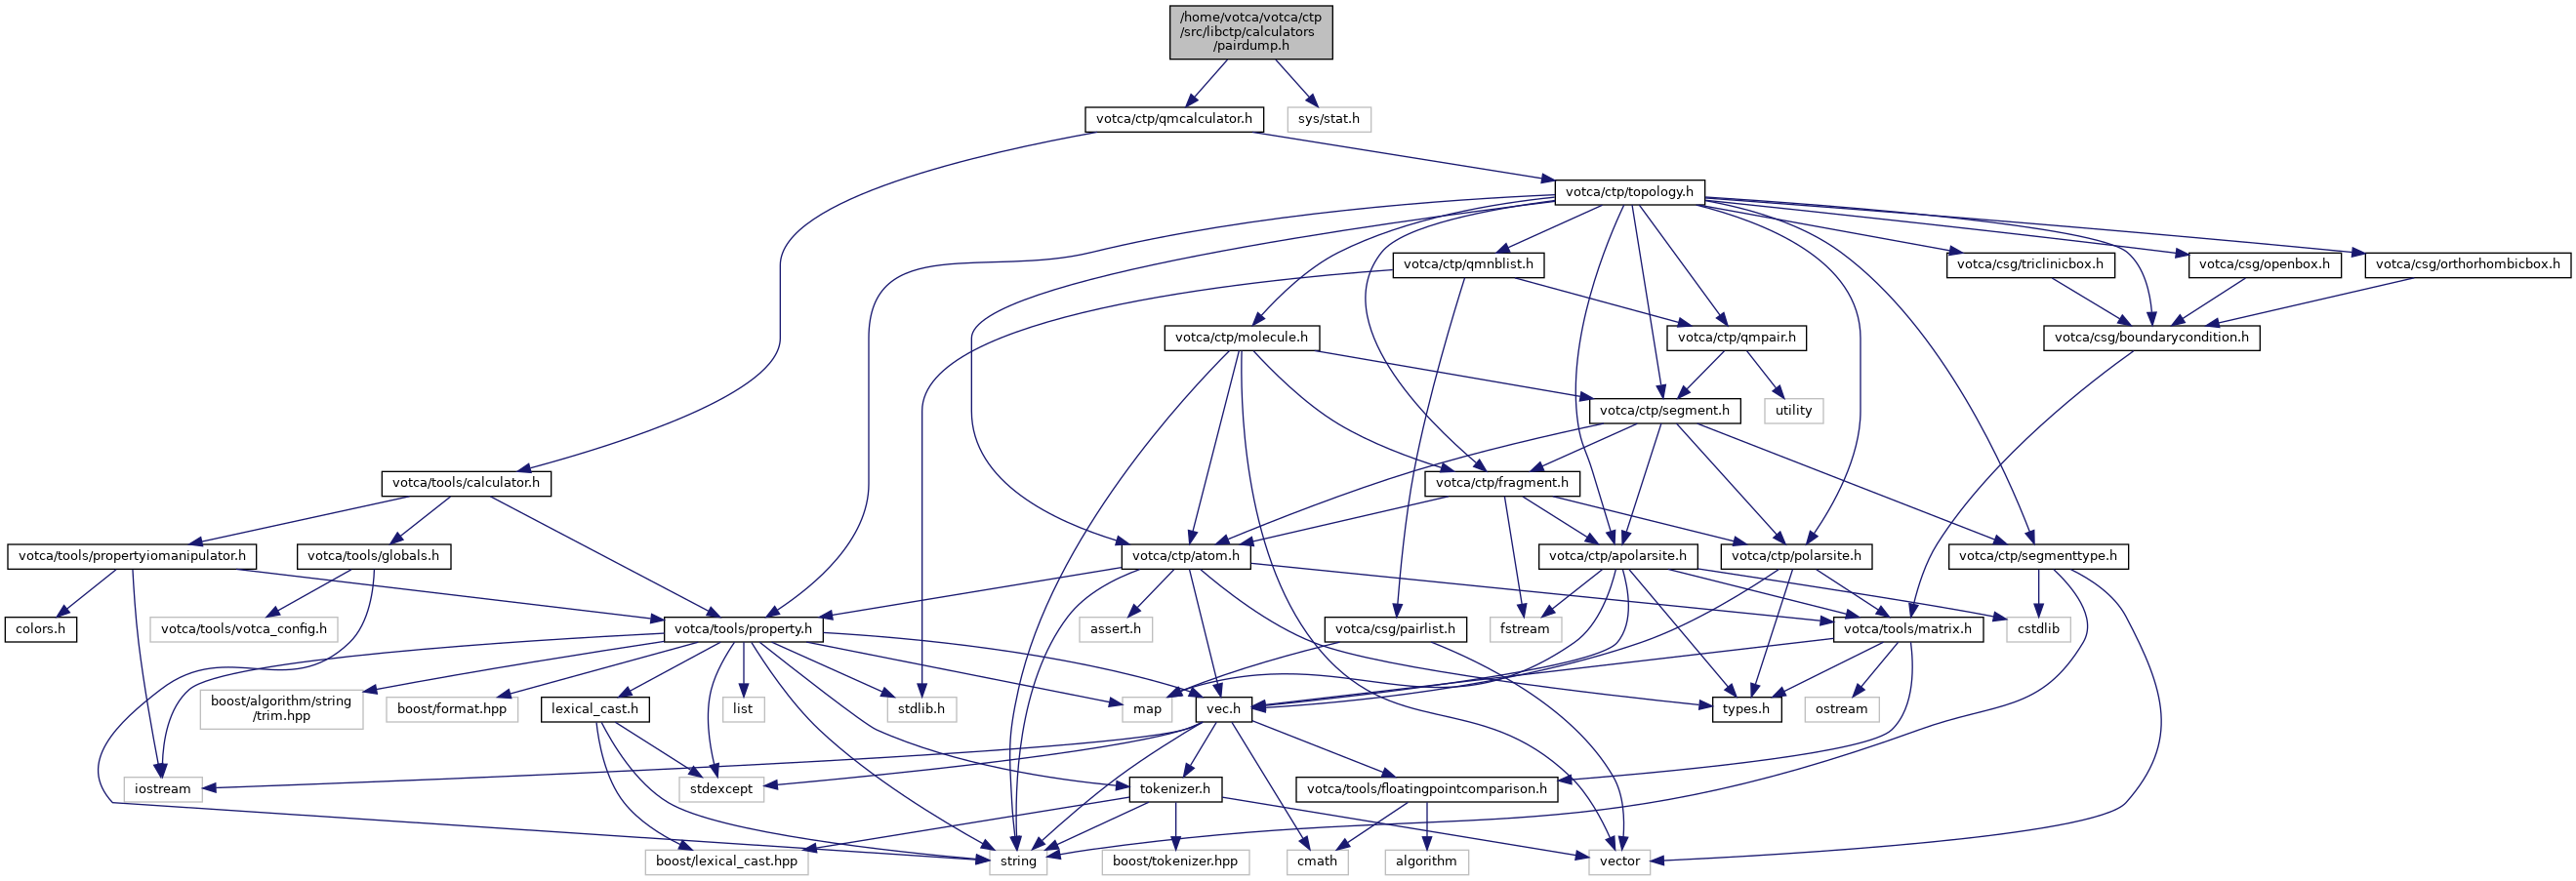 /home/votca/votca/ctp
/src/libctp/calculators
/pairdump.h
votca/ctp/qmcalculator.h
sys/stat.h
votca/ctp/topology.h
votca/ctp/qmnblist.h
votca/csg/triclinicbox.h
votca/csg/openbox.h
votca/csg/orthorhombicbox.h
votca/ctp/molecule.h
votca/ctp/qmpair.h
votca/csg/boundarycondition.h
votca/ctp/segment.h
utility
votca/tools/calculator.h
votca/ctp/fragment.h
votca/tools/propertyiomanipulator.h
votca/tools/globals.h
votca/ctp/atom.h
votca/ctp/apolarsite.h
votca/ctp/polarsite.h
votca/ctp/segmenttype.h
colors.h
votca/tools/votca_config.h
votca/tools/property.h
assert.h
votca/csg/pairlist.h
fstream
votca/tools/matrix.h
cstdlib
boost/algorithm/string
/trim.hpp
boost/format.hpp
lexical_cast.h
list
stdlib.h
map
vec.h
types.h
ostream
iostream
stdexcept
tokenizer.h
votca/tools/floatingpointcomparison.h
boost/lexical_cast.hpp
string
boost/tokenizer.hpp
cmath
algorithm
vector